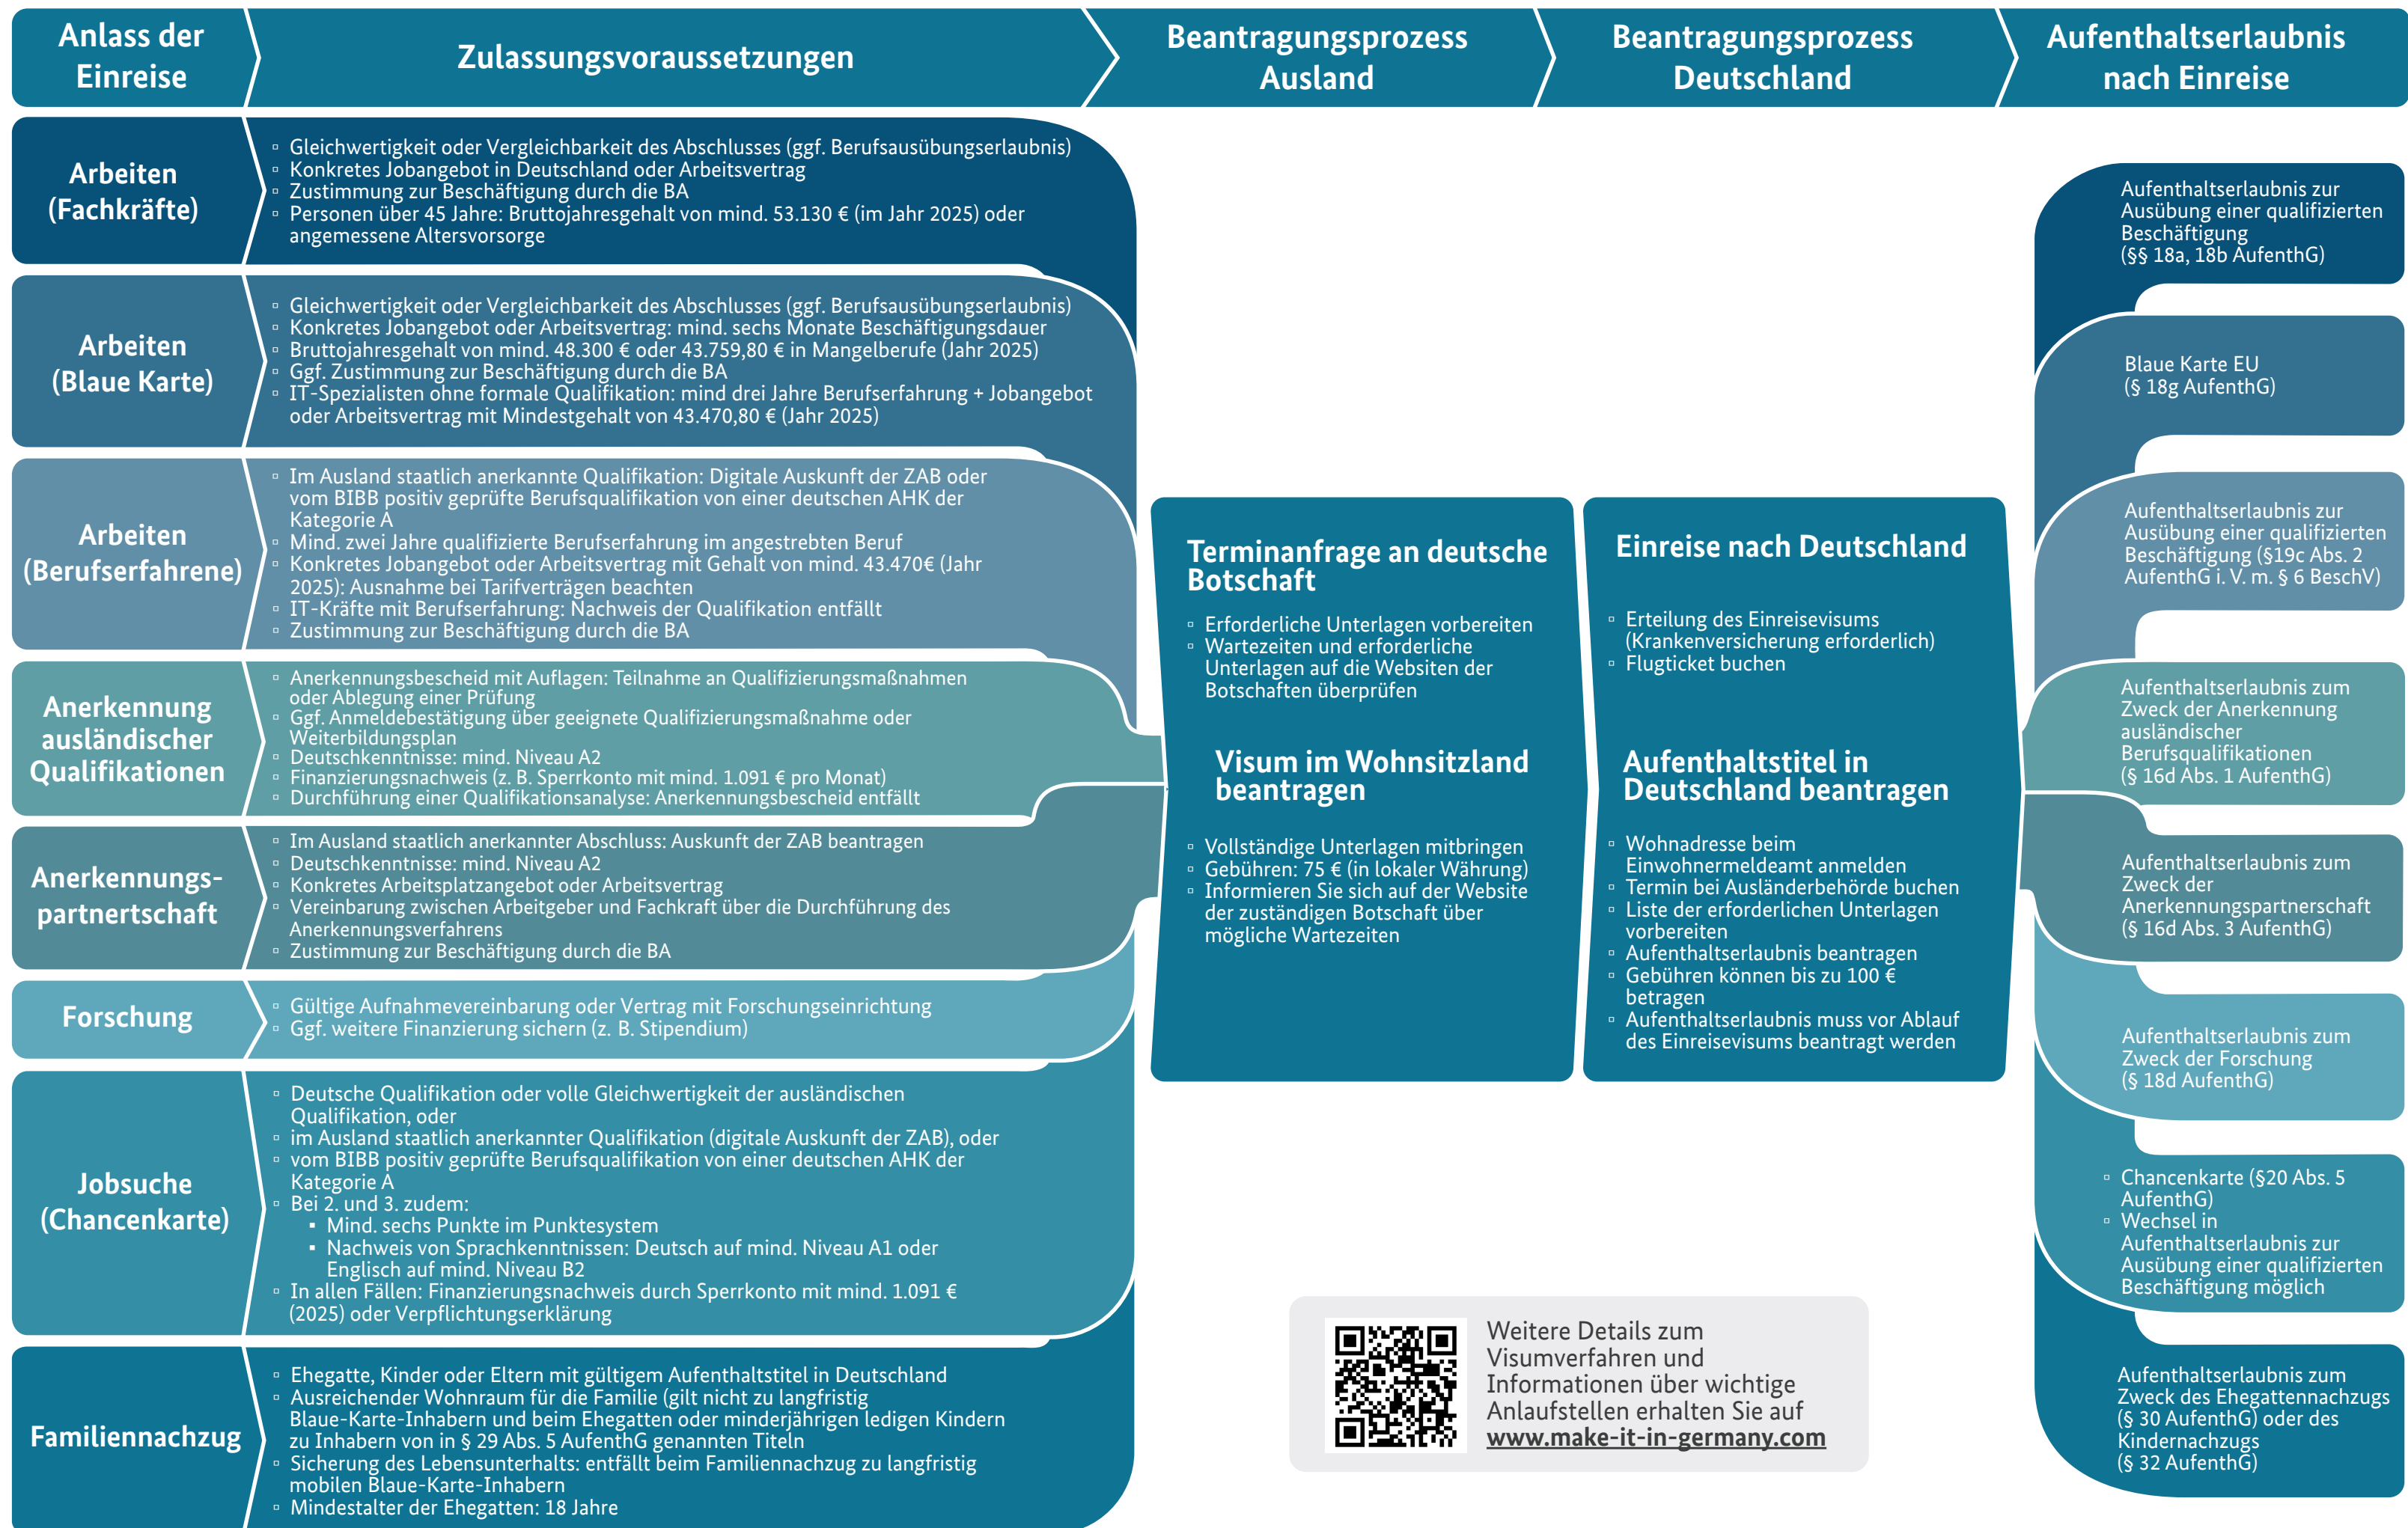 Anlass der
Einreise
Zulassungsvoraussetzungen
Beantragungsprozess
Ausland
Beantragungsprozess
Deutschland
Aufenthaltserlaubnis
nach Einreise
Arbeiten
(Fachkräfte)
▫ Gleichwertigkeit oder Vergleichbarkeit des Abschlusses (ggf. Berufsausübungserlaubnis)
▫ Konkretes Jobangebot in Deutschland oder Arbeitsvertrag
▫ Zustimmung zur Beschäftigung durch die BA
▫ Personen über 45 Jahre: Bruttojahresgehalt von mind. 53.130 € (im Jahr 2025) oder
angemessene Altersvorsorge
Arbeiten
(Blaue Karte)
▫ Gleichwertigkeit oder Vergleichbarkeit des Abschlusses (ggf. Berufsausübungserlaubnis)
▫ Konkretes Jobangebot oder Arbeitsvertrag: mind. sechs Monate Beschäftigungsdauer
▫ Bruttojahresgehalt von mind. 48.300 € oder 43.759,80 € in Mangelberufe (Jahr 2025)
▫ Ggf. Zustimmung zur Beschäftigung durch die BA
▫ IT-Spezialisten ohne formale Qualifikation: mind drei Jahre Berufserfahrung + Jobangebot
oder Arbeitsvertrag mit Mindestgehalt von 43.470,80 € (Jahr 2025)
Arbeiten
(Berufserfahrene)
▫ Im Ausland staatlich anerkannte Qualifikation: Digitale Auskunft der ZAB oder
vom BIBB positiv geprüfte Berufsqualifikation von einer deutschen AHK der
Kategorie A
▫ Mind. zwei Jahre qualifizierte Berufserfahrung im angestrebten Beruf
▫ Konkretes Jobangebot oder Arbeitsvertrag mit Gehalt von mind. 43.470€ (Jahr
2025): Ausnahme bei Tarifverträgen beachten
▫ IT-Kräfte mit Berufserfahrung: Nachweis der Qualifikation entfällt
▫ Zustimmung zur Beschäftigung durch die BA
Anerkennung
ausländischer
Qualifikationen
▫ Anerkennungsbescheid mit Auflagen: Teilnahme an Qualifizierungsmaßnahmen
oder Ablegung einer Prüfung
▫ Ggf. Anmeldebestätigung über geeignete Qualifizierungsmaßnahme oder
Weiterbildungsplan
▫ Deutschkenntnisse: mind. Niveau A2
▫ Finanzierungsnachweis (z. B. Sperrkonto mit mind. 1.091 € pro Monat)
▫ Durchführung einer Qualifikationsanalyse: Anerkennungsbescheid entfällt
Anerkennungs-
partnertschaft
▫ Im Ausland staatlich anerkannter Abschluss: Auskunft der ZAB beantragen
▫ Deutschkenntnisse: mind. Niveau A2
▫ Konkretes Arbeitsplatzangebot oder Arbeitsvertrag
▫ Vereinbarung zwischen Arbeitgeber und Fachkraft über die Durchführung des
Anerkennungsverfahrens
▫ Zustimmung zur Beschäftigung durch die BA
Forschung
▫ Gültige Aufnahmevereinbarung oder Vertrag mit Forschungseinrichtung
▫ Ggf. weitere Finanzierung sichern (z. B. Stipendium)
Jobsuche
(Chancenkarte)
▫ Deutsche Qualifikation oder volle Gleichwertigkeit der ausländischen
Qualifikation, oder
▫ im Ausland staatlich anerkannter Qualifikation (digitale Auskunft der ZAB), oder
▫ vom BIBB positiv geprüfte Berufsqualifikation von einer deutschen AHK der
Kategorie A
▫ Bei 2. und 3. zudem:
▪ Mind. sechs Punkte im Punktesystem
▪ Nachweis von Sprachkenntnissen: Deutsch auf mind. Niveau A1 oder
Englisch auf mind. Niveau B2
▫ In allen Fällen: Finanzierungsnachweis durch Sperrkonto mit mind. 1.091 €
(2025) oder Verpflichtungserklärung
Familiennachzug
▫ Ehegatte, Kinder oder Eltern mit gültigem Aufenthaltstitel in Deutschland
▫ Ausreichender Wohnraum für die Familie (gilt nicht zu langfristig
Blaue-Karte-Inhabern und beim Ehegatten oder minderjährigen ledigen Kindern
zu Inhabern von in § 29 Abs. 5 AufenthG genannten Titeln
▫ Sicherung des Lebensunterhalts: entfällt beim Familiennachzug zu langfristig
mobilen Blaue-Karte-Inhabern
▫ Mindestalter der Ehegatten: 18 Jahre
Terminanfrage an deutsche
Botschaft
▫ Erforderliche Unterlagen vorbereiten
▫ Wartezeiten und erforderliche
Unterlagen auf die Websiten der
Botschaften überprüfen
Visum im Wohnsitzland
beantragen
▫ Vollständige Unterlagen mitbringen
▫ Gebühren: 75 € (in lokaler Währung)
▫ Informieren Sie sich auf der Website
der zuständigen Botschaft über
mögliche Wartezeiten
Einreise nach Deutschland
▫ Erteilung des Einreisevisums
(Krankenversicherung erforderlich)
▫ Flugticket buchen
Aufenthaltstitel in
Deutschland beantragen
▫ Wohnadresse beim
Einwohnermeldeamt anmelden
▫ Termin bei Ausländerbehörde buchen
▫ Liste der erforderlichen Unterlagen
vorbereiten
▫ Aufenthaltserlaubnis beantragen
▫ Gebühren können bis zu 100 €
betragen
▫ Aufenthaltserlaubnis muss vor Ablauf
des Einreisevisums beantragt werden
Aufenthaltserlaubnis zur
Ausübung einer qualifizierten
Beschäftigung
(§§ 18a, 18b AufenthG)
Blaue Karte EU
(§ 18g AufenthG)
Aufenthaltserlaubnis zur
Ausübung einer qualifizierten
Beschäftigung (§19c Abs. 2
AufenthG i. V. m. § 6 BeschV)
Aufenthaltserlaubnis zum
Zweck der Anerkennung
ausländischer
Berufsqualifikationen
(§ 16d Abs. 1 AufenthG)
Aufenthaltserlaubnis zum
Zweck der
Anerkennungspartnerschaft
(§ 16d Abs. 3 AufenthG)
Aufenthaltserlaubnis zum
Zweck der Forschung
(§ 18d AufenthG)
▫ Chancenkarte (§20 Abs. 5
AufenthG)
▫ Wechsel in
Aufenthaltserlaubnis zur
Ausübung einer qualifizierten
Beschäftigung möglich
Aufenthaltserlaubnis zum
Zweck des Ehegattennachzugs
(§ 30 AufenthG) oder des
Kindernachzugs
(§ 32 AufenthG)
Weitere Details zum
Visumverfahren und
Informationen über wichtige
Anlaufstellen erhalten Sie auf
www.make-it-in-germany.com